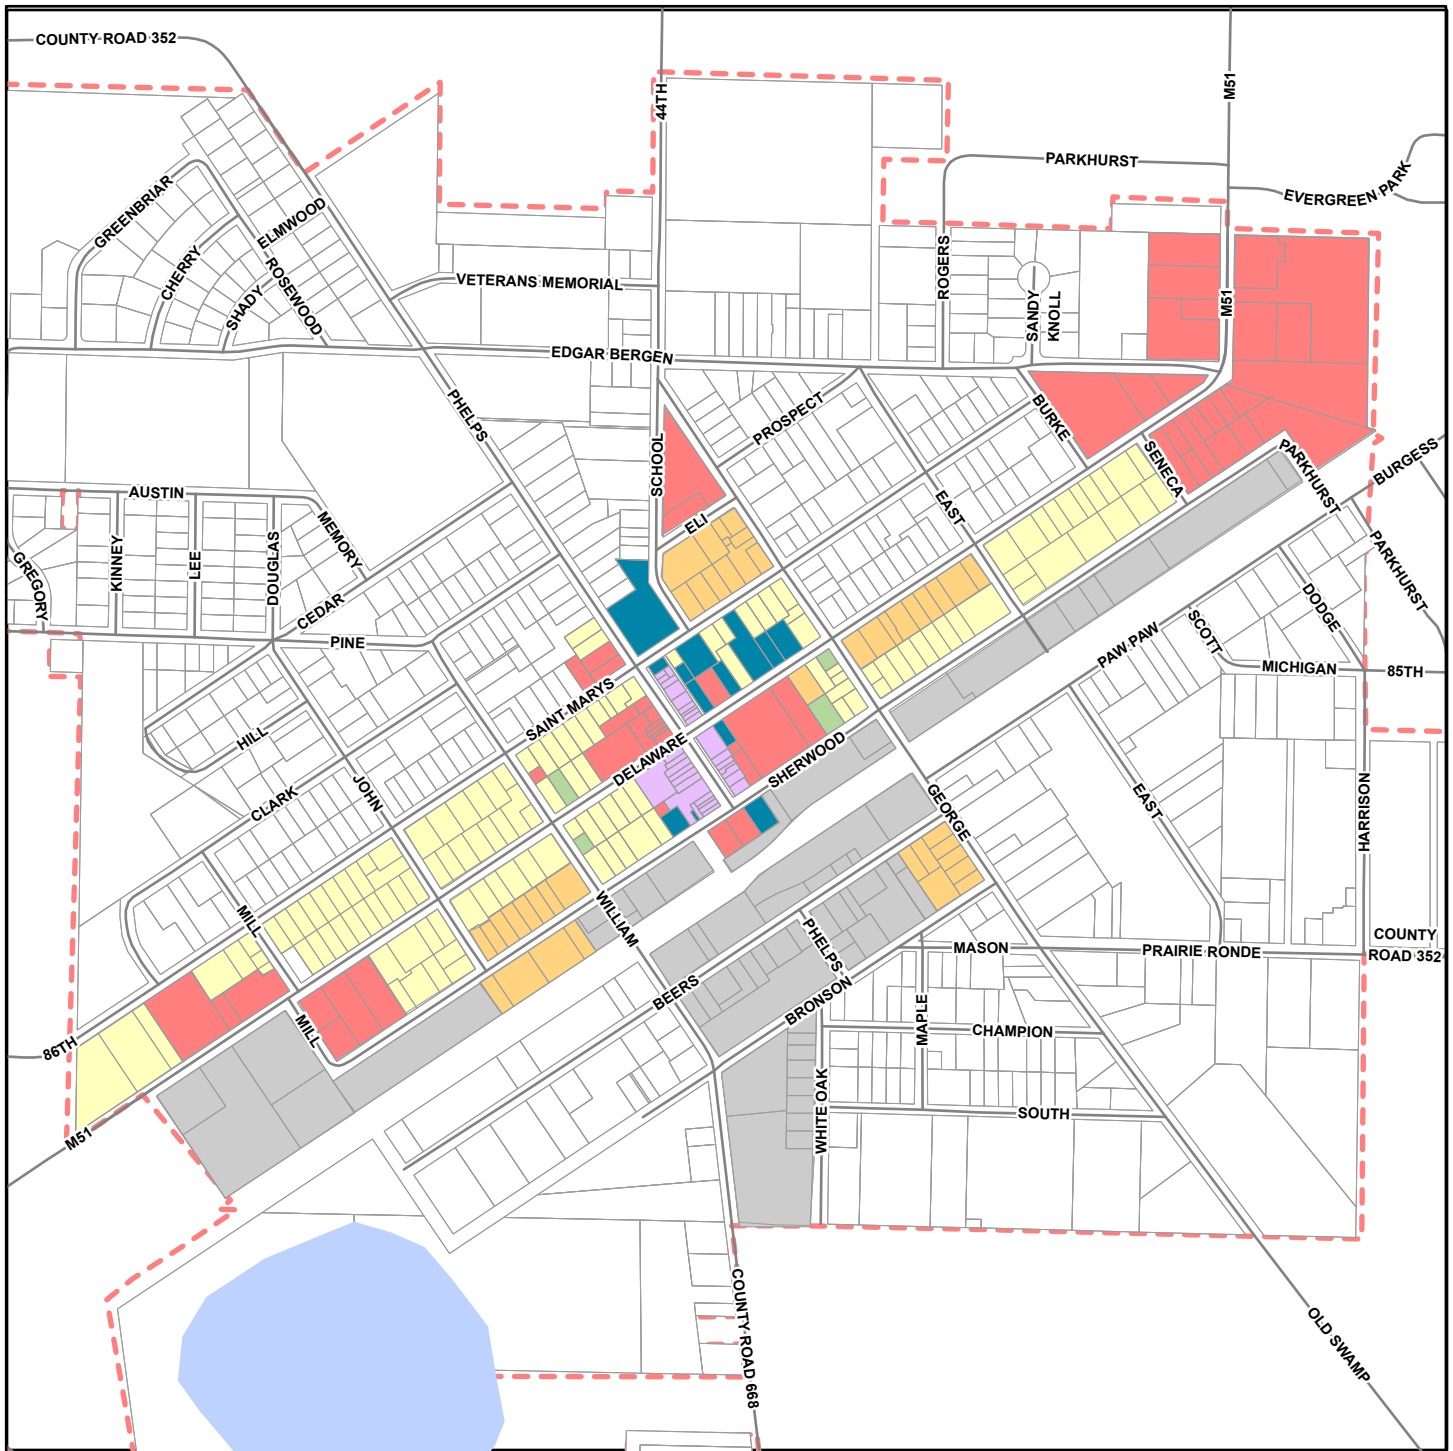 COUNTY ROAD 352
44TH
M51
PARKHURST
EVERGREEN PARK
GREENBRIAR
ELMWOOD
CHERRY
ROSEWOOD
SHADY
VETERANS MEMORIAL
ROGERS
SANDY
KNOLL
M51
EDGAR BERGEN
PHELPS
PROSPECT
BURKE
SCHOOL
SENECA
PARKHURST
BURGESS
AUSTIN
ELI
EAST
MEMORY
KINNEY
LEE
DOUGLAS
GREGORY
CEDAR
PINE
PARKHURST
DODGE
SCOTT
PAW PAW
MICHIGAN
85TH
SAINT MARYS
HILL
DELAWARE
SHERWOOD
JOHN
CLARK
GEORGE
EAST
HARRISON
MILL
WILLIAM
PHELPS
MASON
PRAIRIE RONDE
COUNTY
ROAD 352
BEERS
BRONSON
MAPLE
CHAMPION
MILL
86TH
WHITE OAK
SOUTH
M51
COUNTY ROAD 668
OLD SWAMP